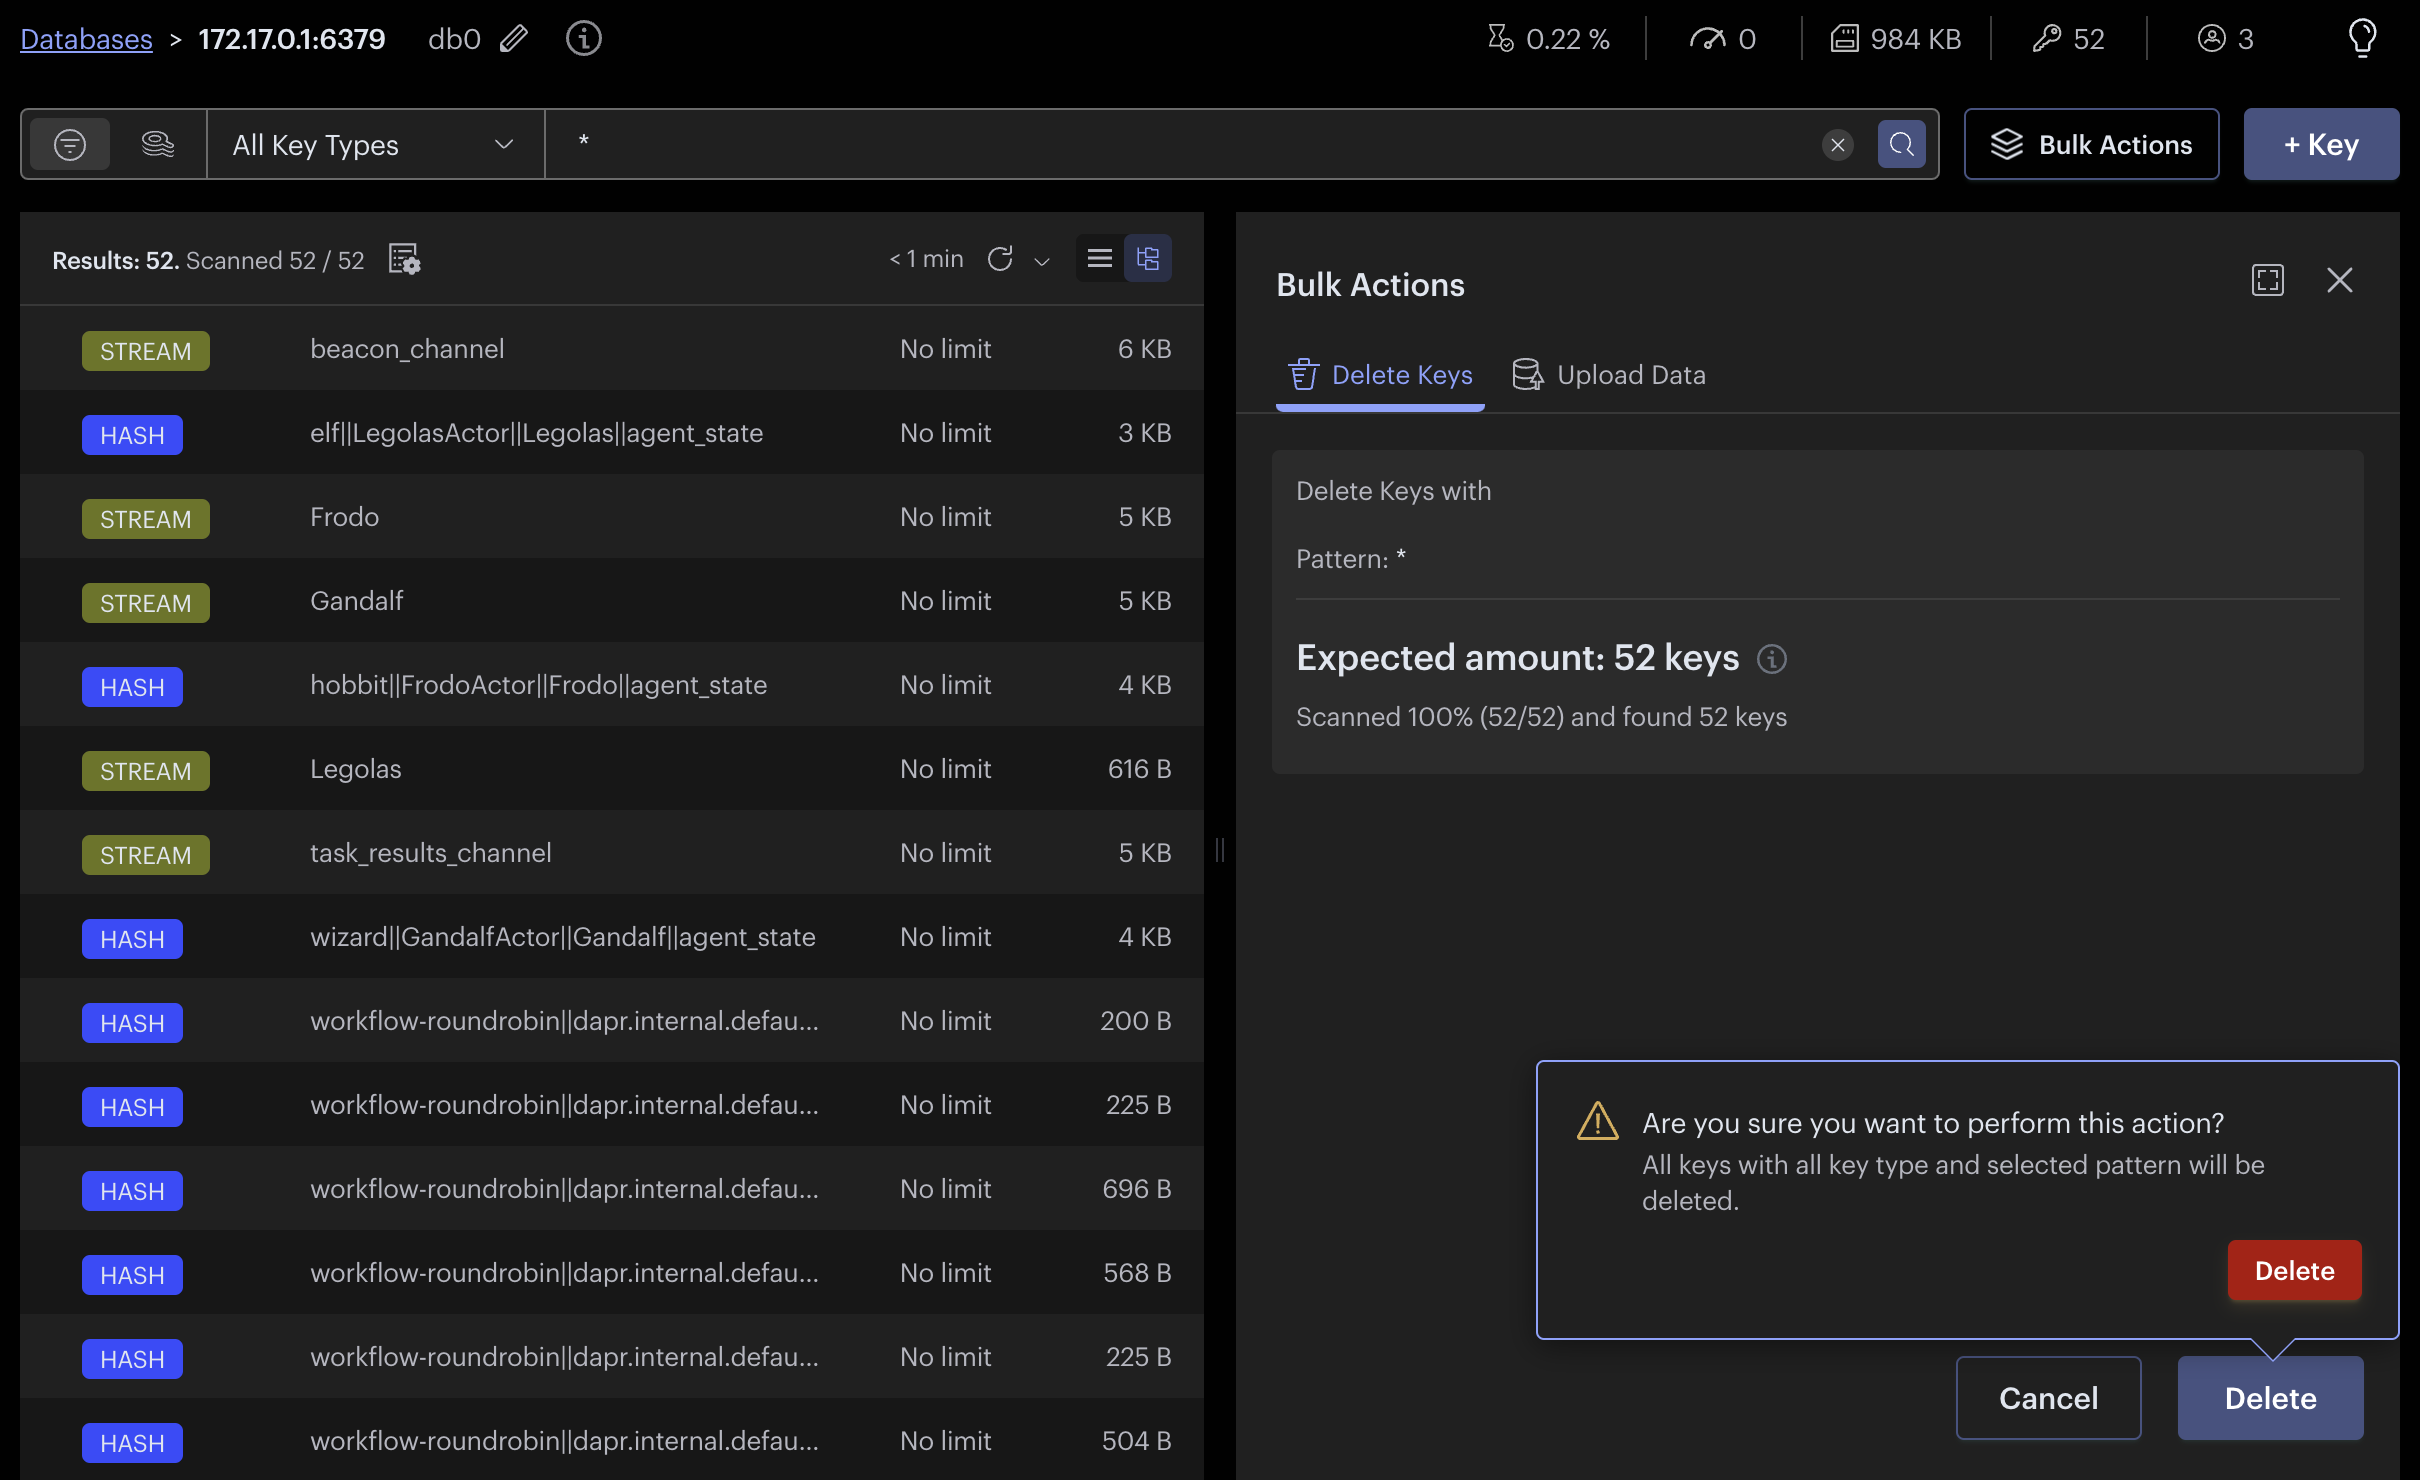 Databases > 172.17.0.1:6379 db0 0.22 % 0 984 KB 52 3
All Key Types * Bulk Actions + Key
Results: 52. Scanned 52 / 52 < 1 min
STREAM beacon_channel No limit 6 KB
HASH elf||LegolasActor||Legolas||agent_state No limit 3 KB
STREAM Frodo No limit 5 KB
STREAM Gandalf No limit 5 KB
HASH hobbit||FrodoActor||Frodo||agent_state No limit 4 KB
STREAM Legolas No limit 616 B
STREAM task_results_channel No limit 5 KB
HASH wizard||GandalfActor||Gandalf||agent_state No limit 4 KB
HASH workflow-roundrobin||dapr.internal.defau... No limit 200 B
HASH workflow-roundrobin||dapr.internal.defau... No limit 225 B
HASH workflow-roundrobin||dapr.internal.defau... No limit 696 B
HASH workflow-roundrobin||dapr.internal.defau... No limit 568 B
HASH workflow-roundrobin||dapr.internal.defau... No limit 225 B
HASH workflow-roundrobin||dapr.internal.defau... No limit 504 B
Bulk Actions
Delete Keys Upload Data
Delete Keys with
Pattern: *
Expected amount: 52 keys
Scanned 100% (52/52) and found 52 keys
Are you sure you want to perform this action?
All keys with all key type and selected pattern will be
deleted.
Delete
Cancel Delete